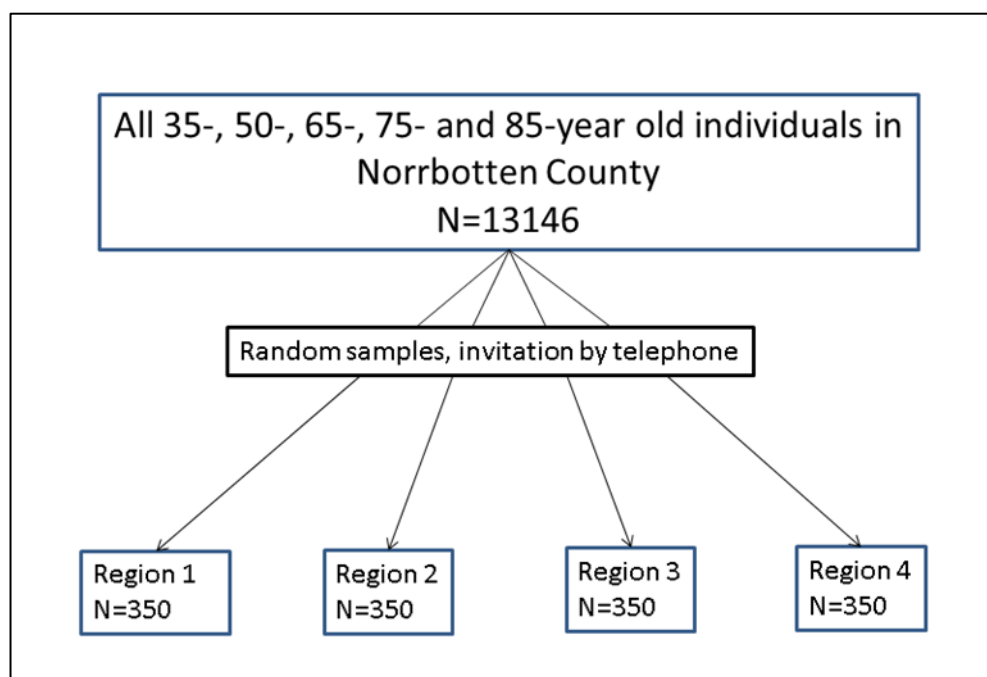 All 35-, 50-, 65-, 75- and 85-year old individuals in
Norrbotten County
N=13146
Random samples, invitation by telephone
Region 1
N=350
Region 2
N=350
Region 3
N=350
Region 4
N=350